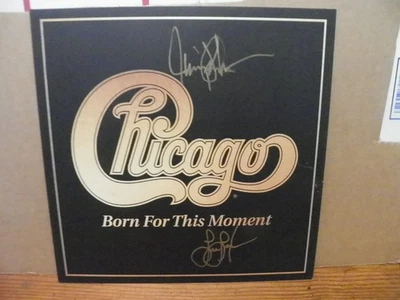 Chicago
®
Born For This Moment